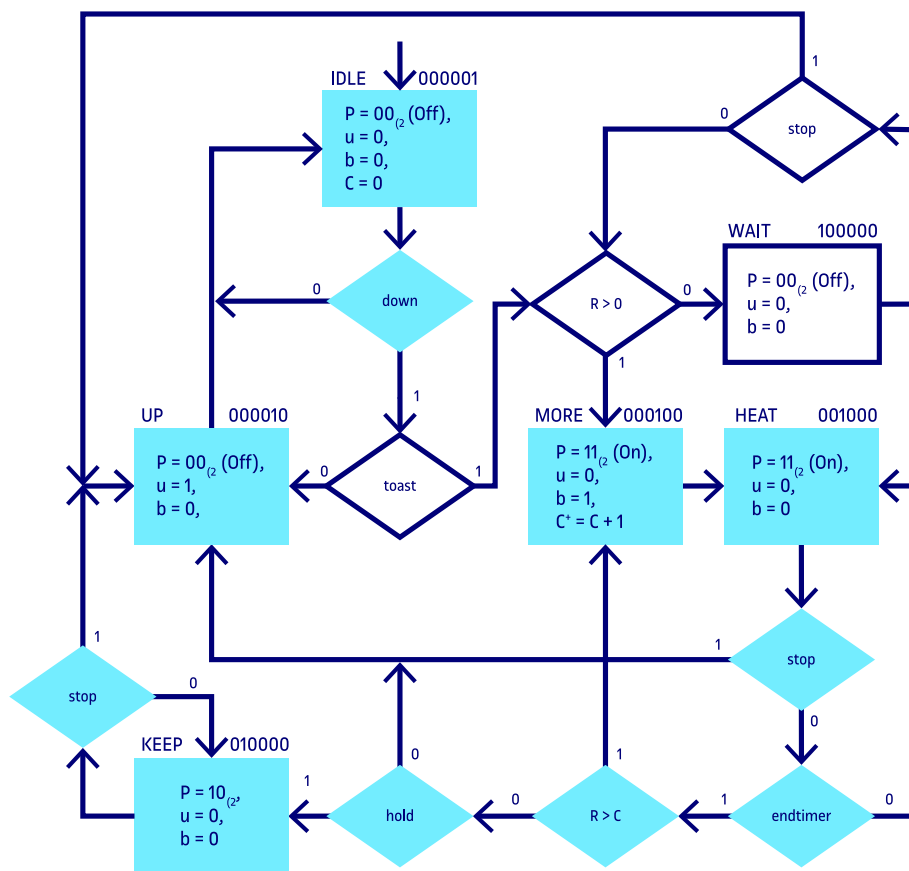 1
IDLE 000001
P = 00(2 (Off),
u = 0,
b = 0,
C = 0
0
stop
WAIT 100000
P = 00(2 (Off),
u = 0,
b = 0
0
down
R > 0
0
1
1
UP 000010
P = 00(2 (Off),
u = 1,
b = 0,
0
toast
1
MORE 000100
P = 11(2 (On),
u = 0,
b = 1,
C+ = C + 1
HEAT 001000
P = 11(2 (On),
u = 0,
b = 0
1
stop
0
1
stop
0
KEEP 010000
P = 10(2,
u = 0,
b = 0
1
hold
0
0
R > C
1
1
endtimer
0